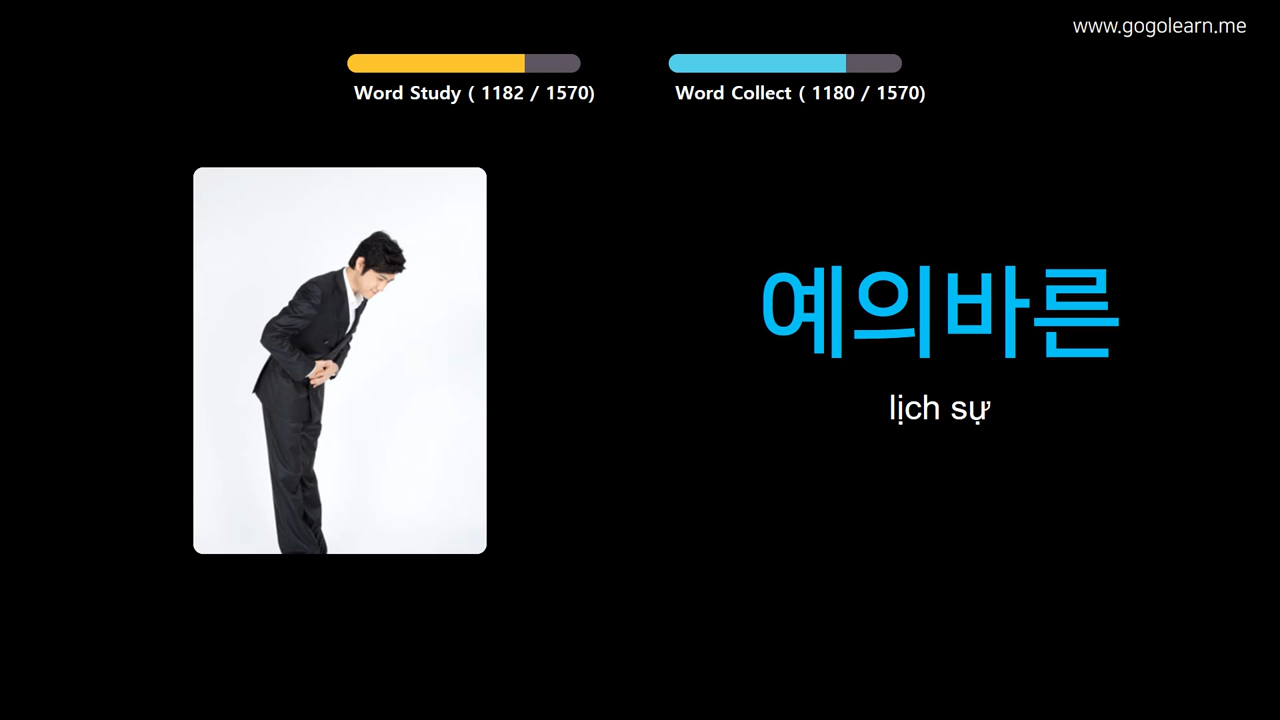 www.gogolearn.me
Word Study ( 1182 / 1570)
Word Collect ( 1180 / 1570)
예의바른
lịch sự